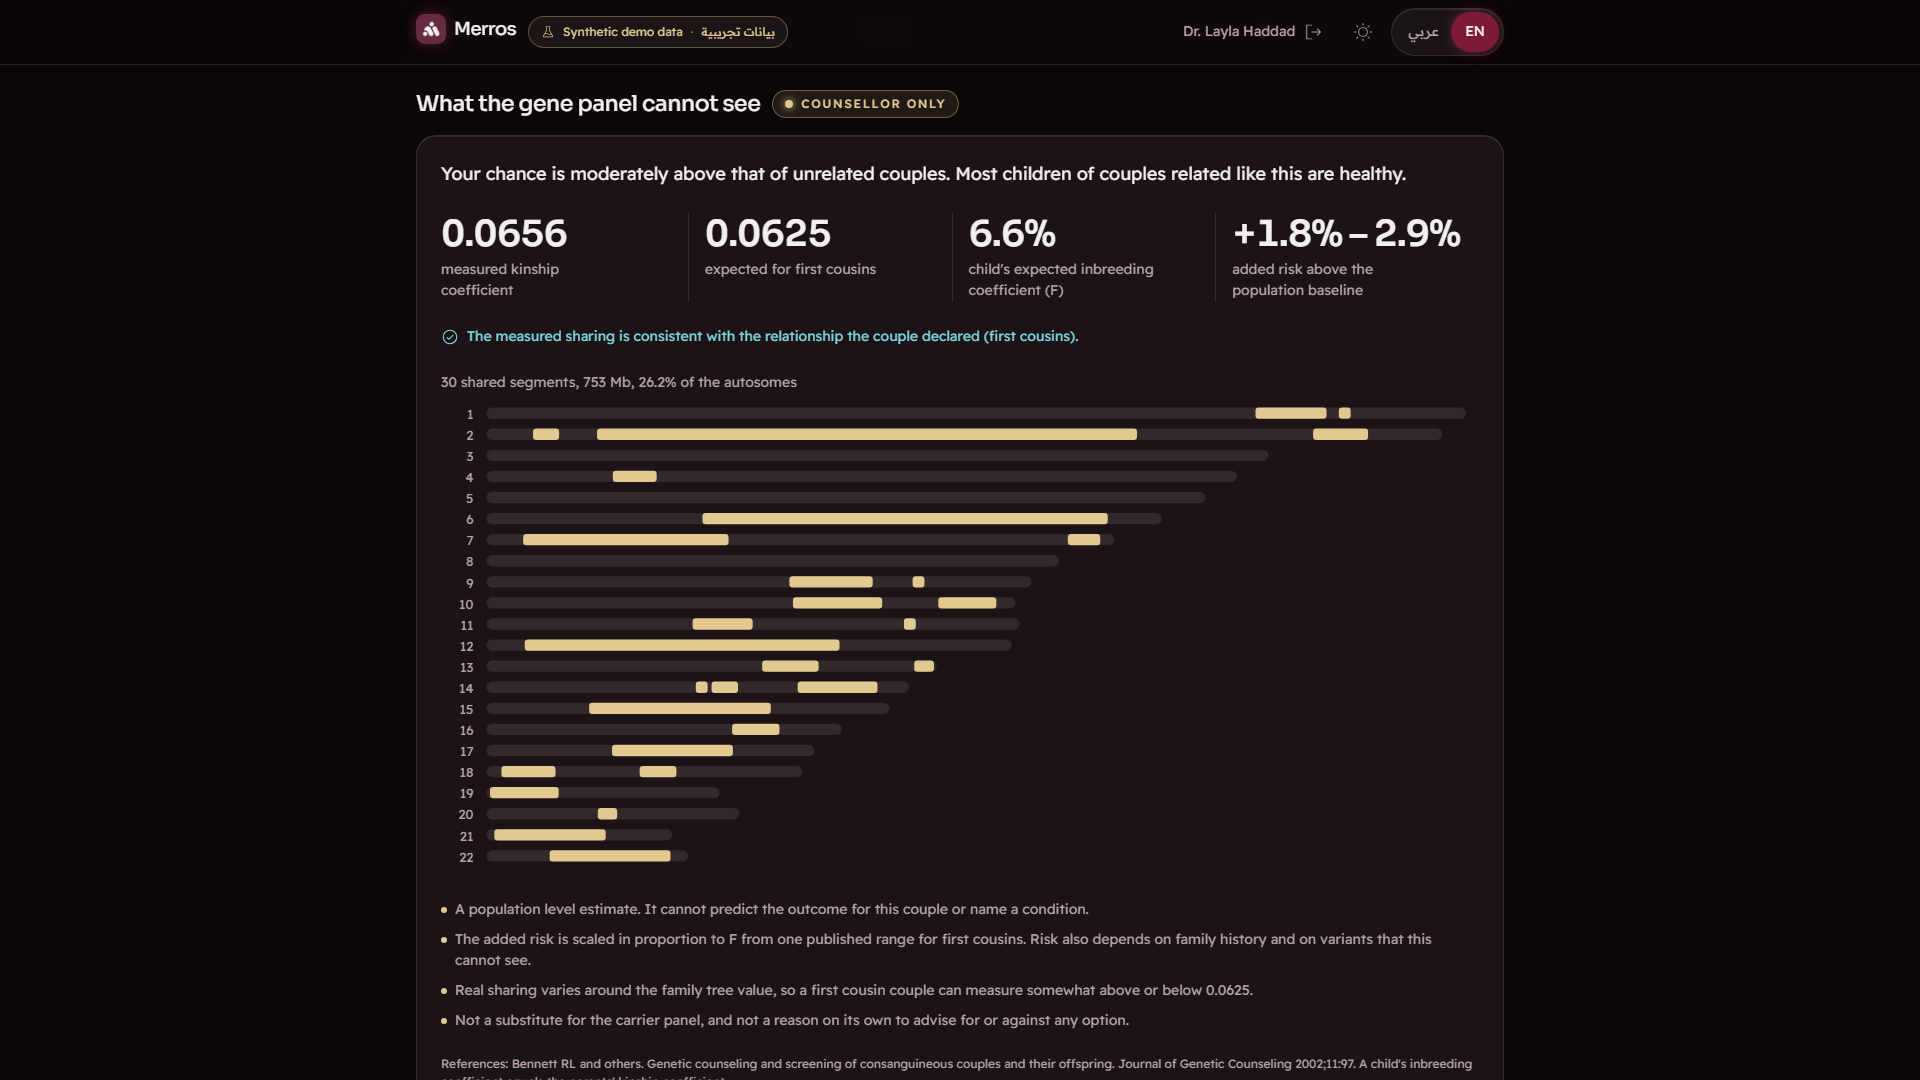 Merros
Synthetic demo data · بيانات تجريبية
Dr. Layla Haddad
عربي
EN
What the gene panel cannot see
COUNSELLOR ONLY
Your chance is moderately above that of unrelated couples. Most children of couples related like this are healthy.
0.0656
measured kinship
coefficient
0.0625
expected for first cousins
6.6%
child's expected inbreeding
coefficient (F)
+1.8% – 2.9%
added risk above the
population baseline
The measured sharing is consistent with the relationship the couple declared (first cousins).
30 shared segments, 753 Mb, 26.2% of the autosomes
1
2
3
4
5
6
7
8
9
10
11
12
13
14
15
16
17
18
19
20
21
22
A population level estimate. It cannot predict the outcome for this couple or name a condition.
The added risk is scaled in proportion to F from one published range for first cousins. Risk also depends on family history and on variants that this
cannot see.
Real sharing varies around the family tree value, so a first cousin couple can measure somewhat above or below 0.0625.
Not a substitute for the carrier panel, and not a reason on its own to advise for or against any option.
References: Bennett RL and others. Genetic counseling and screening of consanguineous couples and their offspring. Journal of Genetic Counseling 2002;11:97. A child's inbreeding